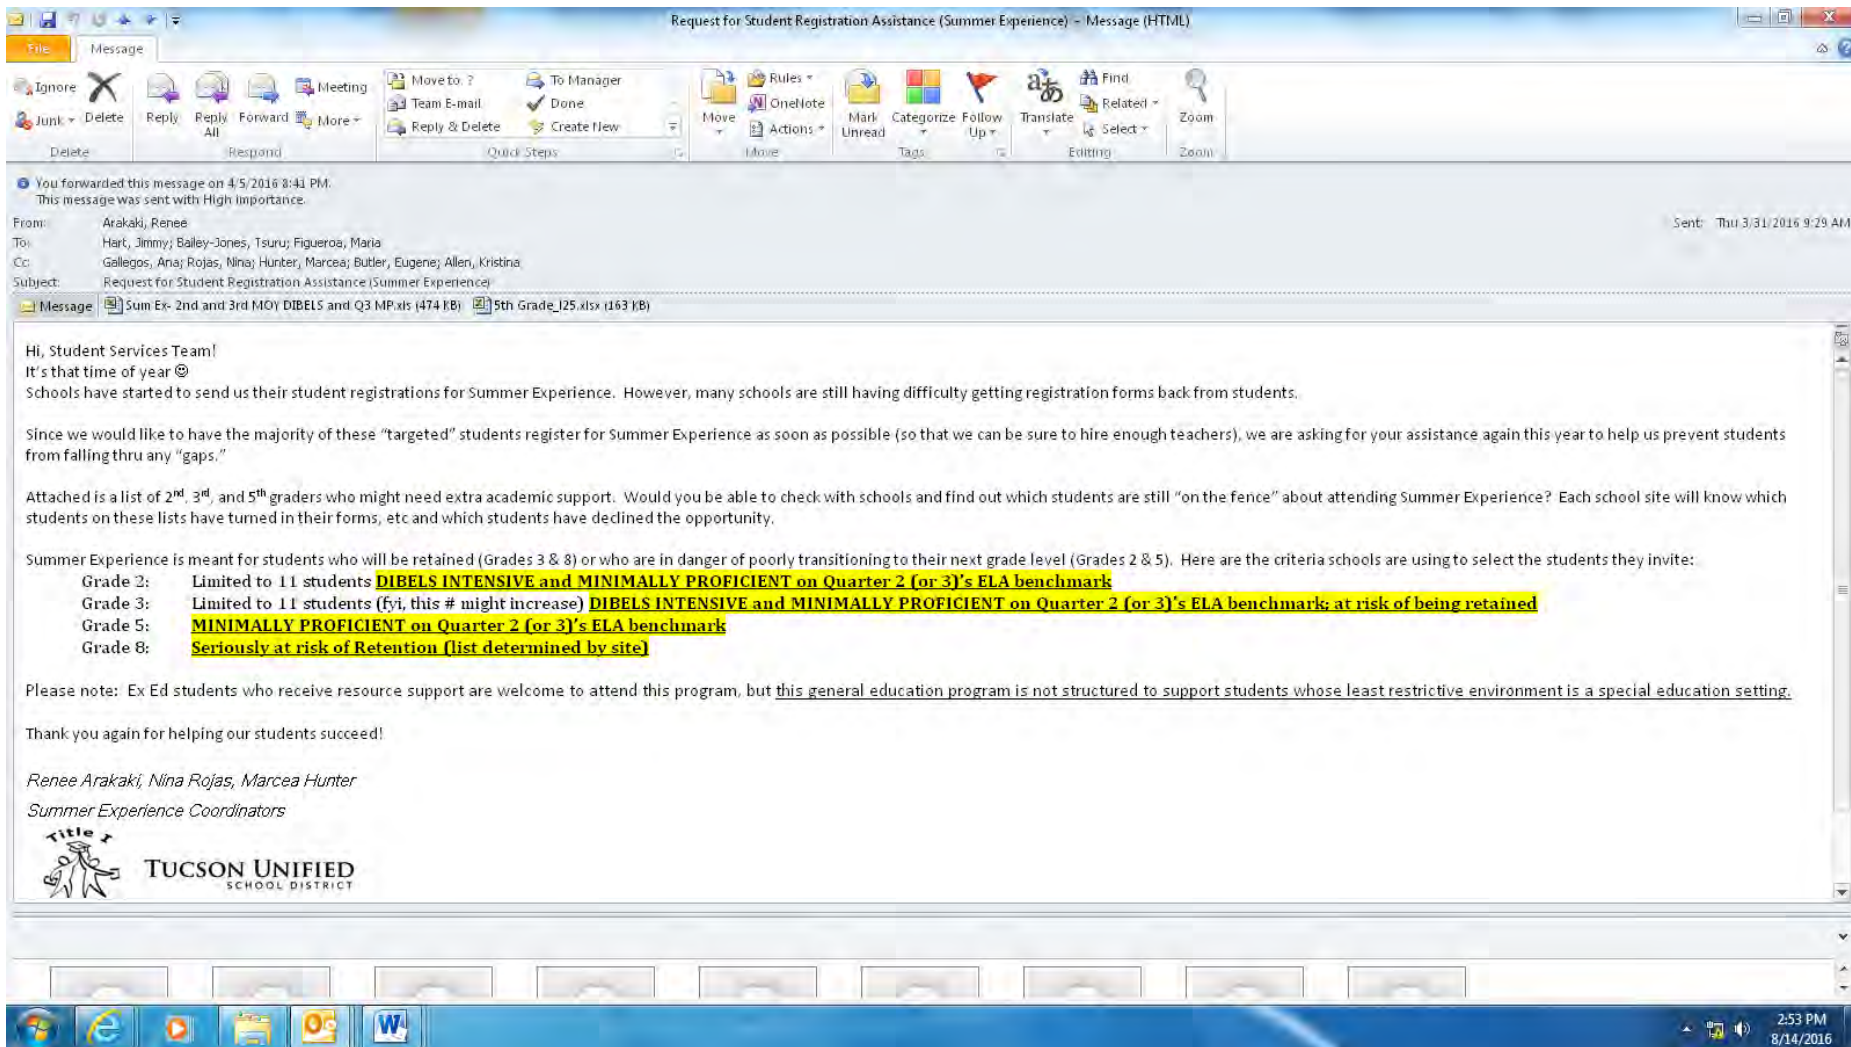 Request for Student Registration Assistance (Summer Experience) - Message (HTML)
File Message
Ignore
Junk
Delete
Reply
Reply All
Forward
Meeting
More
Move to: ?
Team E-mail
Reply & Delete
To Manager
Done
Create New
Move
Rules
OneNote
Actions
Mark Unread
Categorize
Follow Up
Translate
Find
Related
Select
Zoom
Delete Respond Quick Steps Move Tags Editing Zoom
You forwarded this message on 4/5/2016 8:41 PM.
This message was sent with High importance.
From: Arakaki, Renee
Sent: Thu 3/31/2016 9:29 AM
To: Hart, Jimmy; Bailey-Jones, Tsuru; Figueroa, Maria
Cc: Gallegos, Ana; Rojas, Nina; Hunter, Marcea; Butler, Eugene; Allen, Kristina
Subject: Request for Student Registration Assistance (Summer Experience)
Message Sum Ex- 2nd and 3rd MOY DIBELS and Q3 MP.xls (474 KB) 5th Grade_I25.xlsx (163 KB)
Hi, Student Services Team!
It's that time of year ☺
Schools have started to send us their student registrations for Summer Experience. However, many schools are still having difficulty getting registration forms back from students.
Since we would like to have the majority of these "targeted" students register for Summer Experience as soon as possible (so that we can be sure to hire enough teachers), we are asking for your assistance again this year to help us prevent students
from falling thru any "gaps."
Attached is a list of 2nd, 3rd, and 5th graders who might need extra academic support. Would you be able to check with schools and find out which students are still "on the fence" about attending Summer Experience? Each school site will know which
students on these lists have turned in their forms, etc and which students have declined the opportunity.
Summer Experience is meant for students who will be retained (Grades 3 & 8) or who are in danger of poorly transitioning to their next grade level (Grades 2 & 5). Here are the criteria schools are using to select the students they invite:
Grade 2: Limited to 11 students DIBELS INTENSIVE and MINIMALLY PROFICIENT on Quarter 2 (or 3)'s ELA benchmark
Grade 3: Limited to 11 students (fyi, this # might increase) DIBELS INTENSIVE and MINIMALLY PROFICIENT on Quarter 2 (or 3)'s ELA benchmark; at risk of being retained
Grade 5: MINIMALLY PROFICIENT on Quarter 2 (or 3)'s ELA benchmark
Grade 8: Seriously at risk of Retention (list determined by site)
Please note: Ex Ed students who receive resource support are welcome to attend this program, but this general education program is not structured to support students whose least restrictive environment is a special education setting.
Thank you again for helping our students succeed!
Renee Arakaki, Nina Rojas, Marcea Hunter
Summer Experience Coordinators
Title I
TUCSON UNIFIED
SCHOOL DISTRICT
2:53 PM
8/14/2016